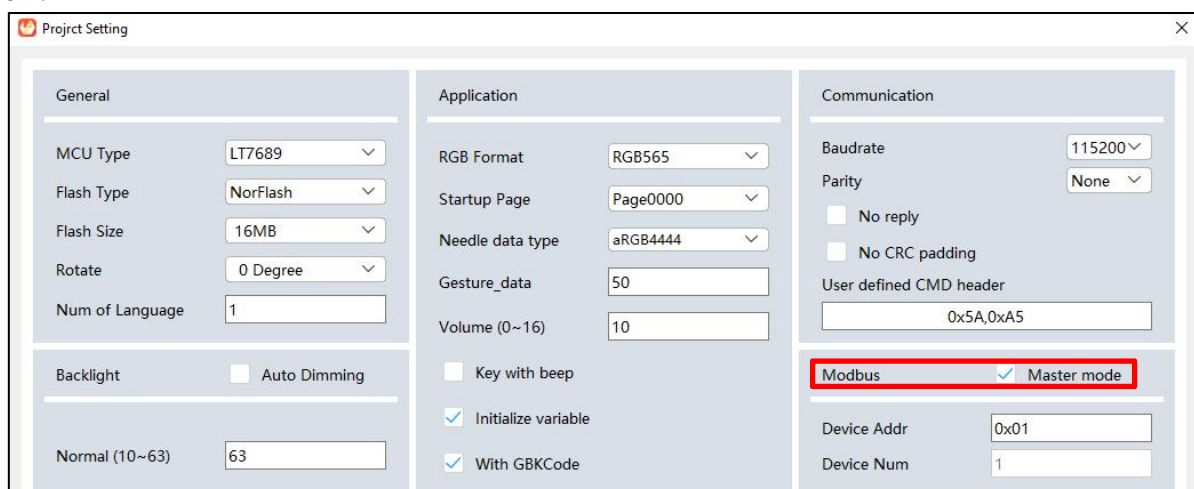 Projrct Setting
General
MCU Type LT7689
Flash Type NorFlash
Flash Size 16MB
Rotate 0 Degree
Num of Language 1
Backlight Auto Dimming
Normal (10~63) 63
Application
RGB Format RGB565
Startup Page Page0000
Needle data type aRGB4444
Gesture_data 50
Volume (0~16) 10
Key with beep
Initialize variable
With GBKCode
Communication
Baudrate 115200
Parity None
No reply
No CRC padding
User defined CMD header
0x5A,0xA5
Modbus Master mode
Device Addr 0x01
Device Num 1